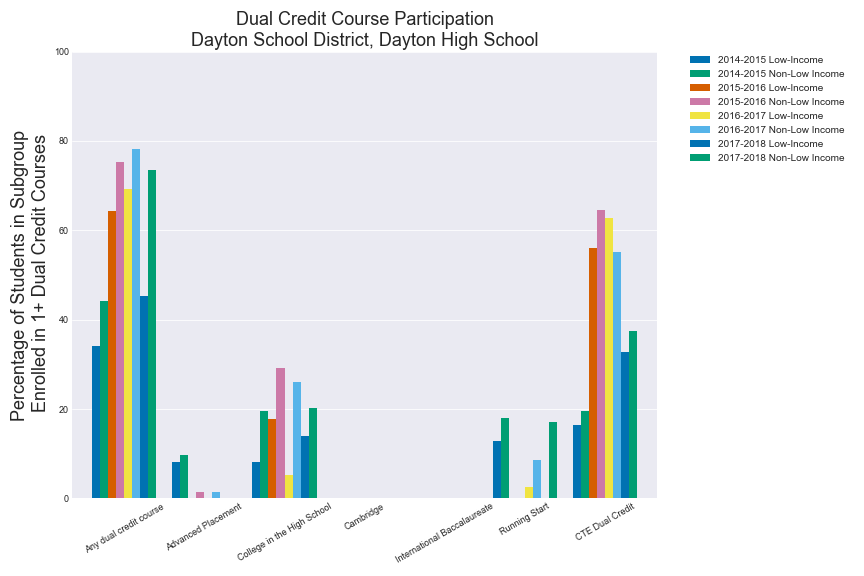 Dual Credit Course Participation
Dayton School District, Dayton High School
Percentage of Students in Subgroup
Enrolled in 1+ Dual Credit Courses
100
80
60
40
20
0
Any dual credit course
Advanced Placement
College in the High School
Cambridge
International Baccalaureate
Running Start
CTE Dual Credit
2014-2015 Low-Income
2014-2015 Non-Low Income
2015-2016 Low-Income
2015-2016 Non-Low Income
2016-2017 Low-Income
2016-2017 Non-Low Income
2017-2018 Low-Income
2017-2018 Non-Low Income